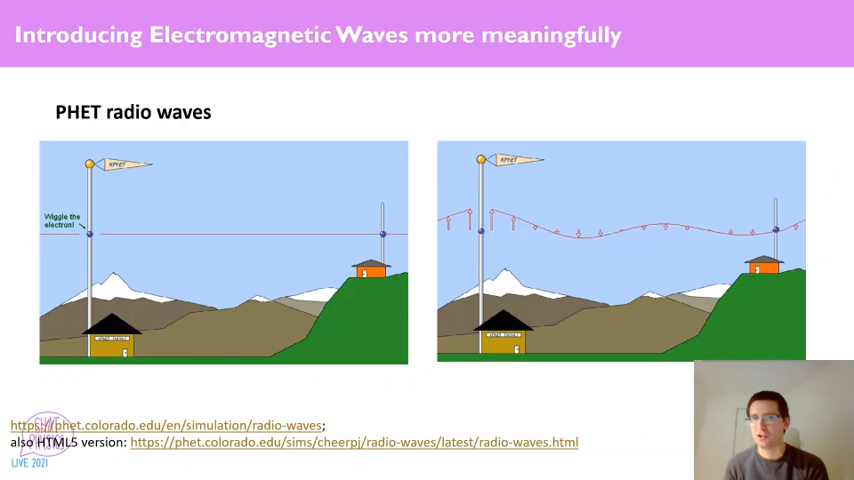 Introducing Electromagnetic Waves more meaningfully
PHET radio waves
KPhET
Wiggle the
electron!
KPhET
https://phet.colorado.edu/en/simulation/radio-waves;
also HTML5 version: https://phet.colorado.edu/sims/cheerpj/radio-waves/latest/radio-waves.html
CHAT
PHYSICS
LIVE 2021